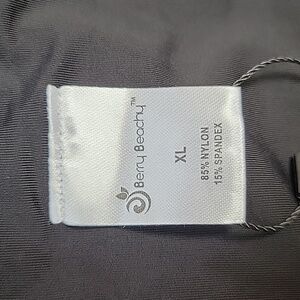 Berry Beachy™
XL
85% NYLON
15% SPANDEX